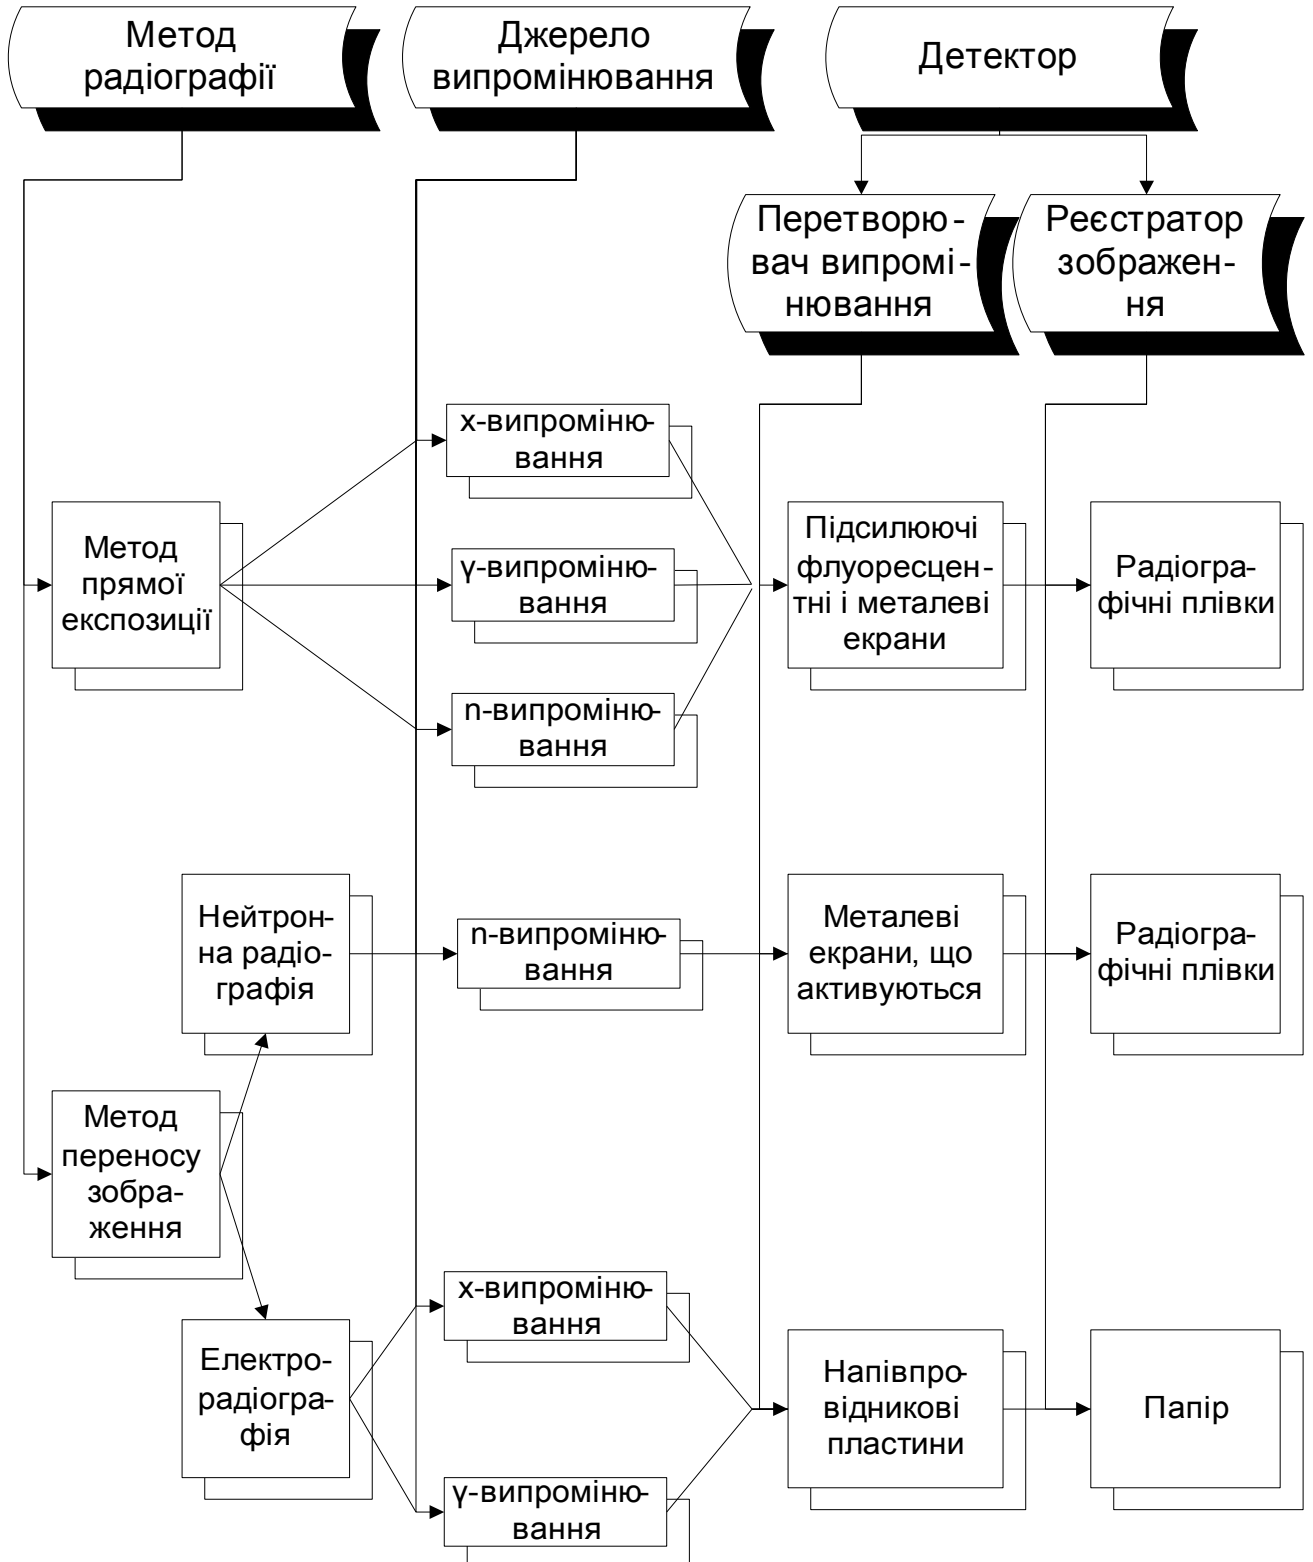 Метод
радіографії
Джерело
випромінювання
Детектор
Перетворю-
вач випромі-
нювання
Реєстратор
зображен-
ня
х-випроміню-
вання
Метод
прямої
експозиції
γ-випроміню-
вання
n-випроміню-
вання
Підсилюючі
флуоресцен-
тні і металеві
екрани
Радіогра-
фічні плівки
Нейтрон-
на радіо-
графія
n-випроміню-
вання
Металеві
екрани, що
активуються
Радіогра-
фічні плівки
Метод
переносу
зобра-
ження
х-випроміню-
вання
Електро-
радіогра-
фія
γ-випроміню-
вання
Напівпро-
відникові
пластини
Папір